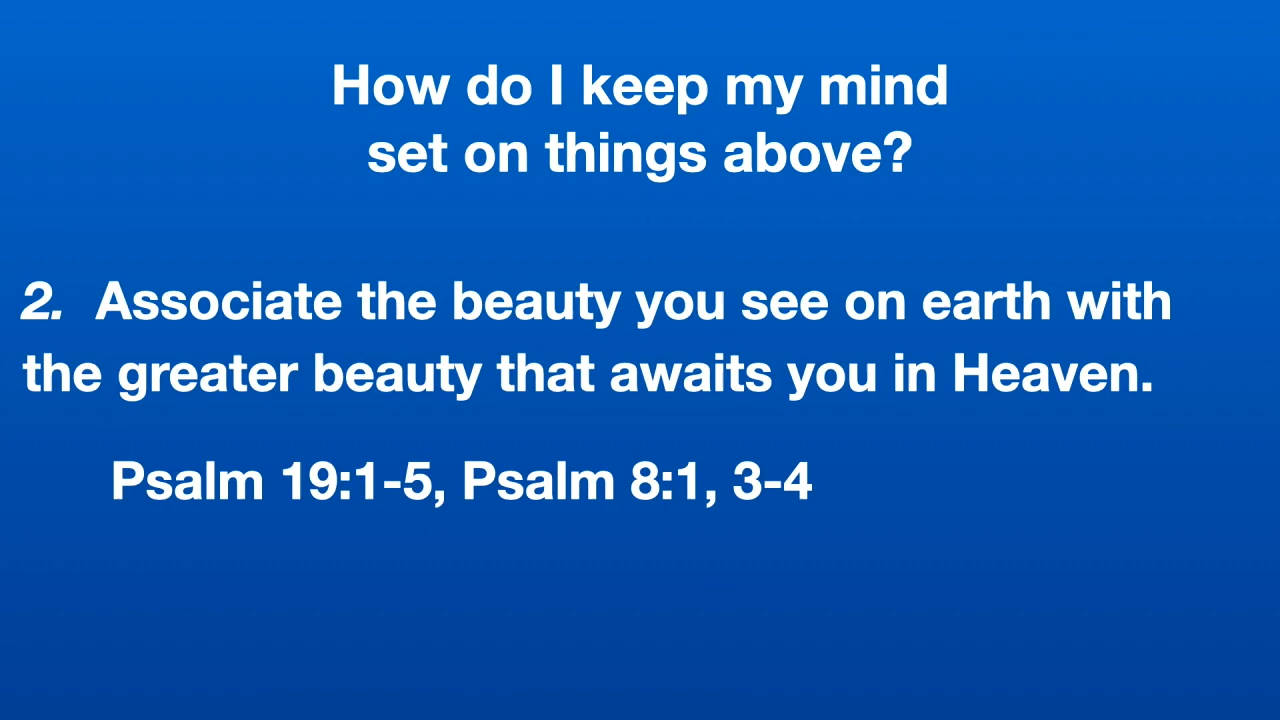 How do I keep my mind
set on things above?
2. Associate the beauty you see on earth with
the greater beauty that awaits you in Heaven.
Psalm 19:1-5, Psalm 8:1, 3-4